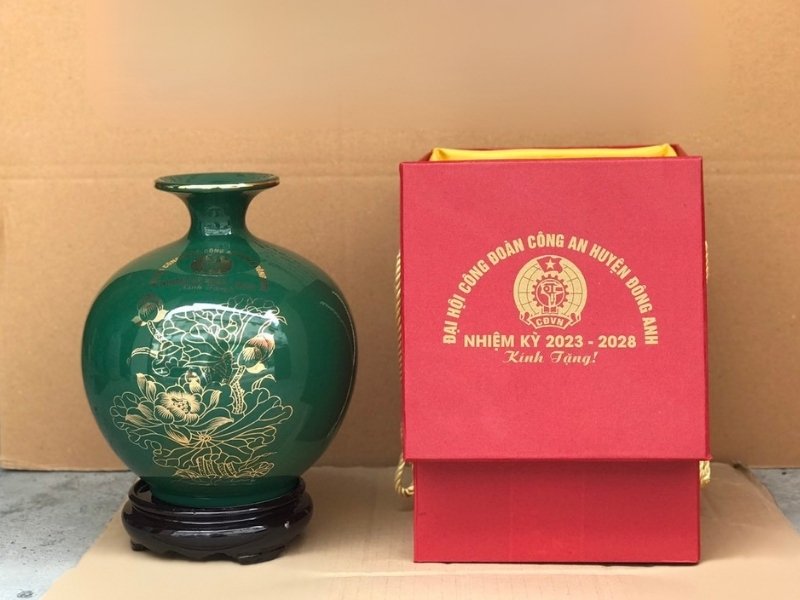 ĐẠI HỘI CÔNG ĐOÀN CÔNG AN HUYỆN ĐÔNG ANH
CĐVN
NHIỆM KỲ 2023 - 2028
Kính Tặng!